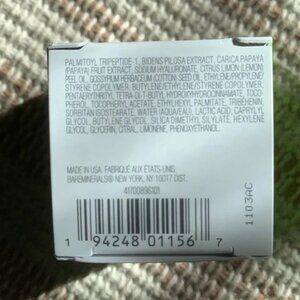 PALMITOYL TRIPEPTIDE-1, BIDENS PILOSA EXTRACT, CARICA PAPAYA
(PAPAYA) FRUIT EXTRACT, SODIUM HYALURONATE, CITRUS LIMON (LEMON)
PEEL OIL, GOSSYPIUM HERBACEUM (COTTON) SEED OIL, ETHYLENE/PROPYLENE/
STYRENE COPOLYMER, BUTYLENE/ETHYLENE/STYRENE COPOLYMER,
PENTAERYTHRITYL TETRA-DI-T-BUTYL HYDROXYHYDROCINNAMATE, TOCO-
PHEROL, TOCOPHERYL ACETATE, ETHYLHEXYL PALMITATE, TRIBEHENIN,
SORBITAN ISOSTEARATE, WATER (AQUA/EAU), LACTIC ACID, CAPRYLYL
GLYCOL, BUTYLENE GLYCOL, SILICA DIMETHYL SILYLATE, HEXYLENE
GLYCOL, GLYCERIN, CITRAL, LIMONENE, PHENOXYETHANOL.
MADE IN USA. FABRIQUÉ AUX ÉTATS-UNIS.
BAREMINERALS® NEW YORK, NY 10017 DIST.
41700896101
1 94248 01156 7
1103AC